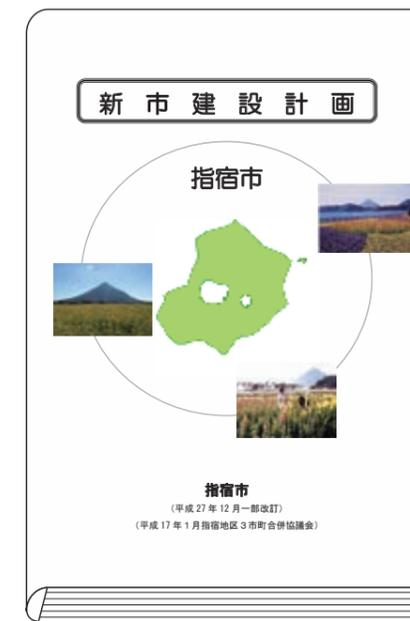 新市建設計画
指宿市
指宿市
(平成27年12月一部改訂)
(平成17年1月指宿地区3市町合併協議会)